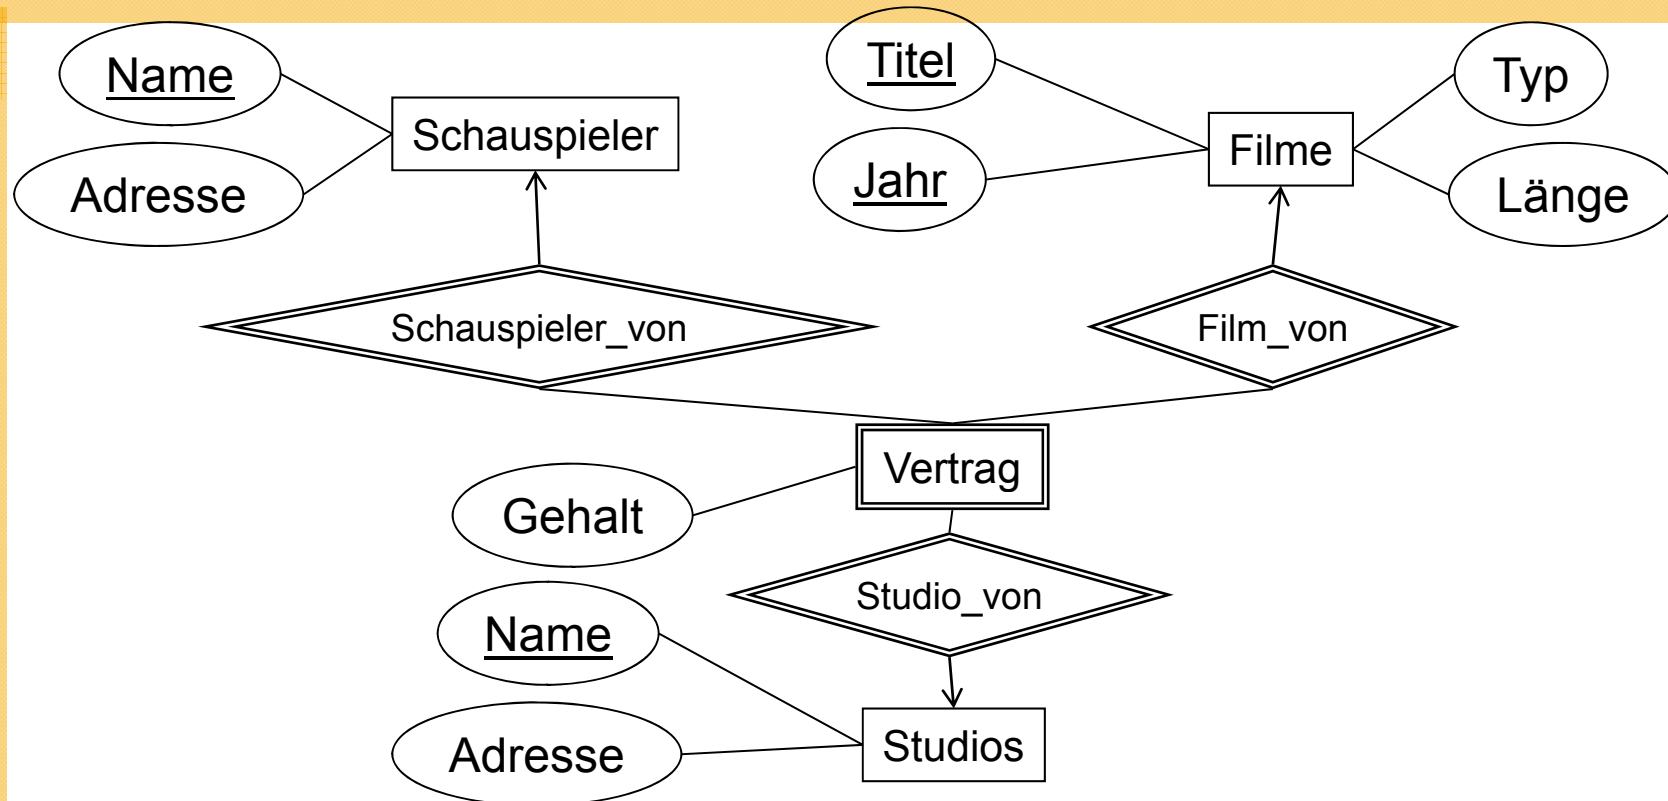 Name
Titel
Typ
Schauspieler
Filme
Jahr
Adresse
Länge
Schauspieler_von
Film_von
Vertrag
Gehalt
Studio_von
Name
Studios
Adresse